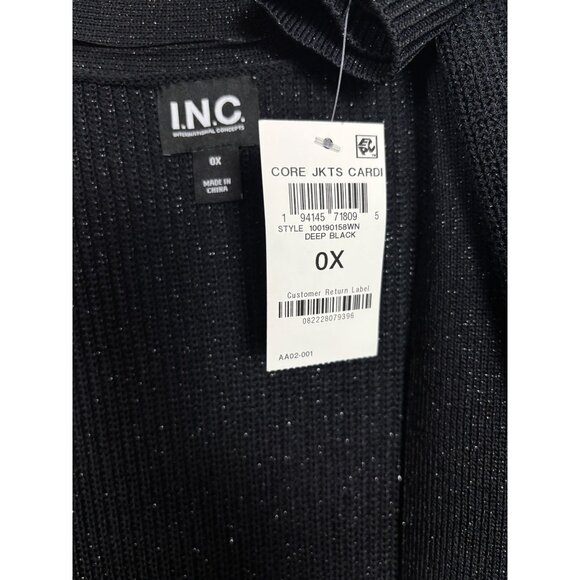 I.N.C.
INTERNATIONAL CONCEPTS
0X
MADE IN
CHINA
CORE JKTS CARDI
1 94145 71809 5
STYLE 100190158WN
DEEP BLACK
0X
Customer Return Label
082228079396
AA02-001